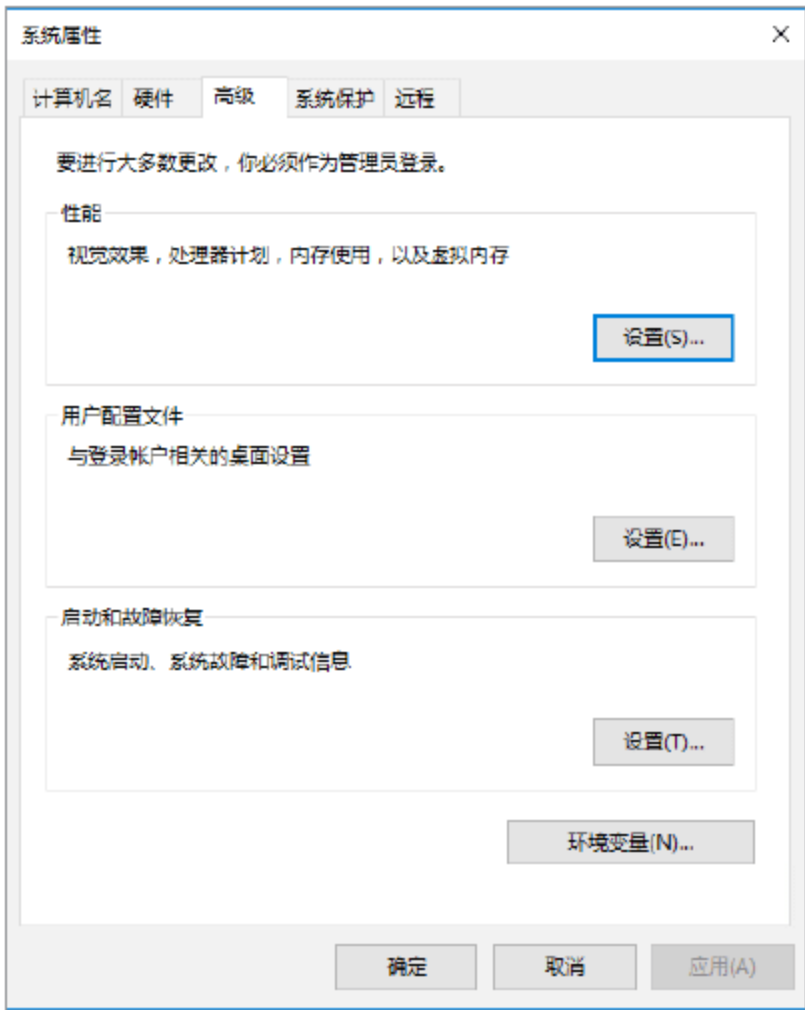 系统属性
计算机名 硬件 高级 系统保护 远程
要进行大多数更改，你必须作为管理员登录。
性能
视觉效果，处理器计划，内存使用，以及虚拟内存
设置(S)...
用户配置文件
与登录帐户相关的桌面设置
设置(E)...
启动和故障恢复
系统启动、系统故障和调试信息
设置(T)...
环境变量(N)...
确定 取消 应用(A)